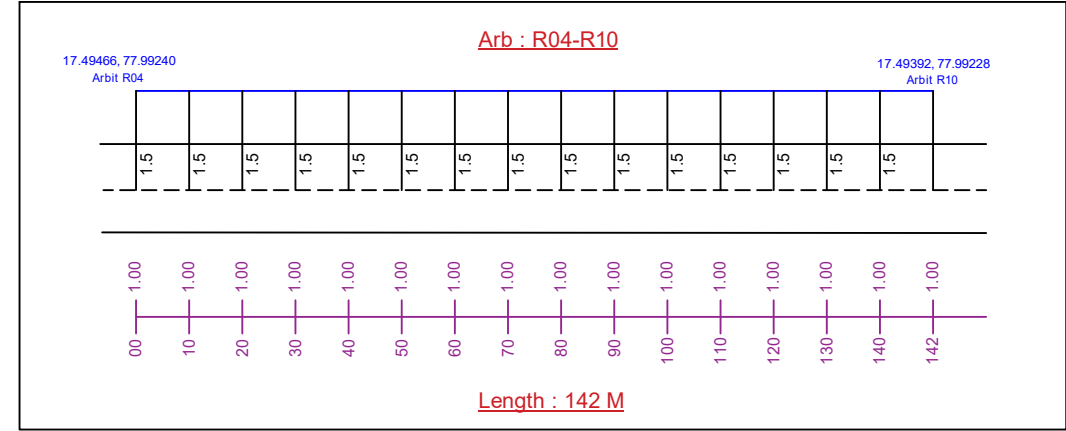 Arb : R04-R10
17.49466, 77.99240
Arbit R04
17.49392, 77.99228
Arbit R10
1.5 1.5 1.5 1.5 1.5 1.5 1.5 1.5 1.5 1.5 1.5 1.5 1.5 1.5 1.5
1.00 1.00 1.00 1.00 1.00 1.00 1.00 1.00 1.00 1.00 1.00 1.00 1.00 1.00 1.00 1.00
00 10 20 30 40 50 60 70 80 90 100 110 120 130 140 142
Length : 142 M